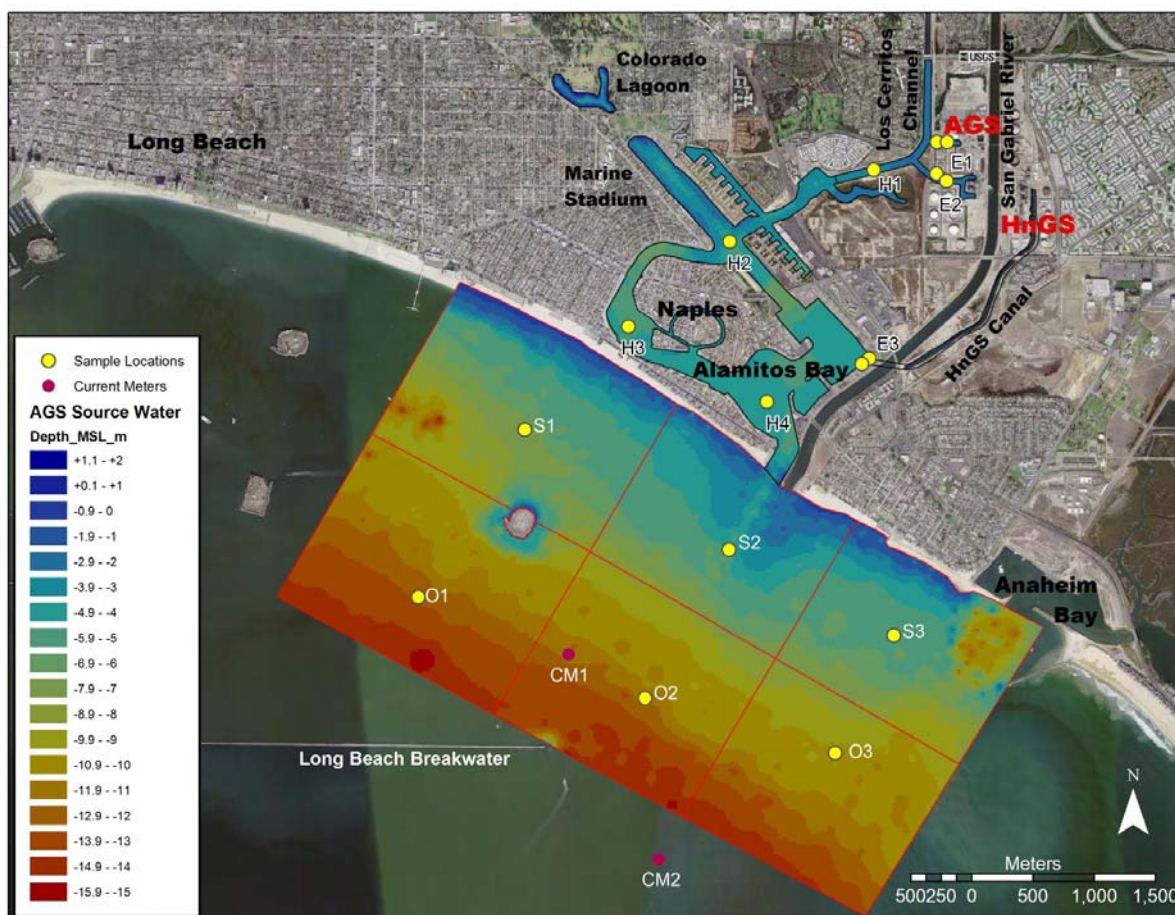 Colorado
Lagoon
Long Beach
Marine
Stadium
Los Cerritos
Channel
USGS
San Gabriel River
AGS
E1
E2
H1
HnGS
H2
Naples
H3
E3
HnGS Canal
Alamitos Bay
H4
S1
S2
S3
Anaheim
Bay
O1
CM1
O2
O3
Long Beach Breakwater
CM2
Sample Locations
Current Meters
AGS Source Water
Depth_MSL_m
+1.1 - +2
+0.1 - +1
-0.9 - 0
-1.9 - -1
-2.9 - -2
-3.9 - -3
-4.9 - -4
-5.9 - -5
-6.9 - -6
-7.9 - -7
-8.9 - -8
-9.9 - -9
-10.9 - -10
-11.9 - -11
-12.9 - -12
-13.9 - -13
-14.9 - -14
-15.9 - -15
N
Meters
500 250 0 500 1,000 1,500